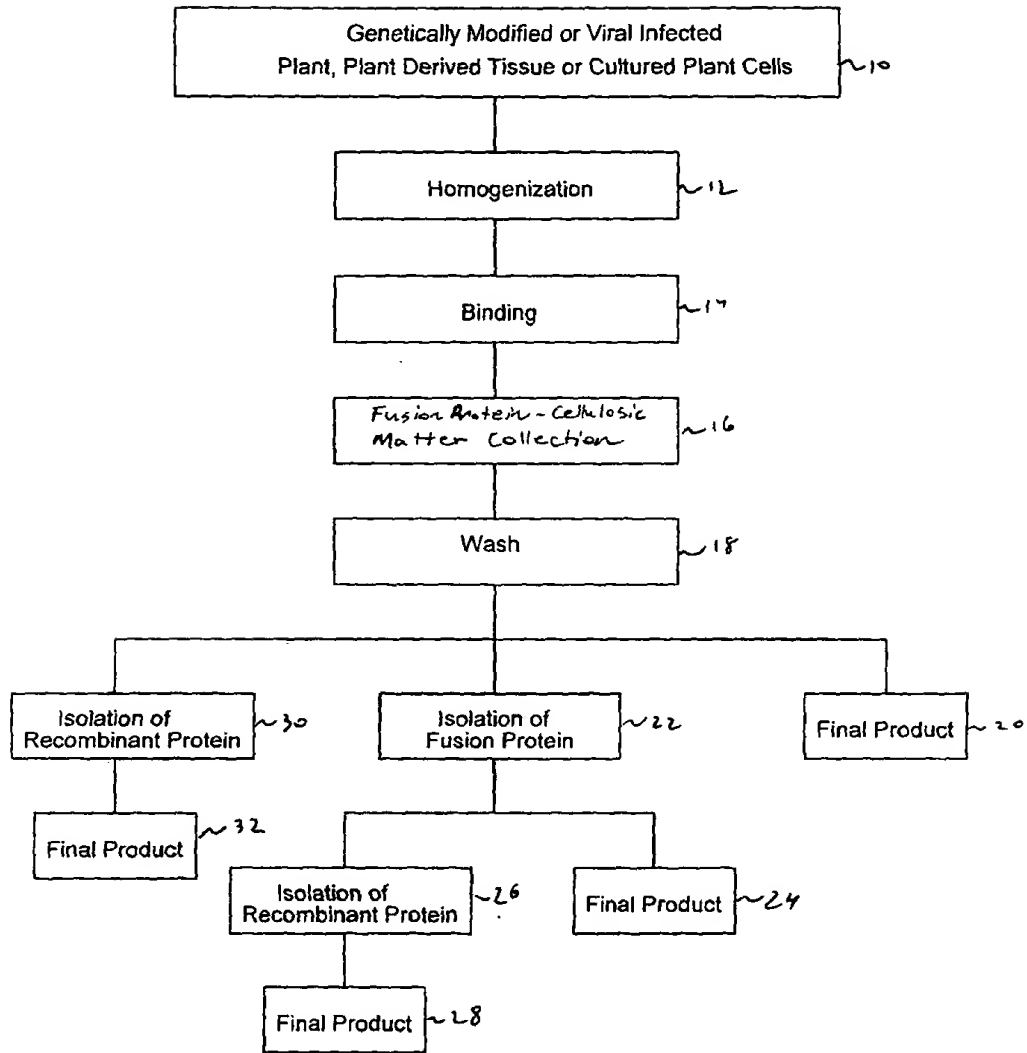 Genetically Modified or Viral Infected
Plant, Plant Derived Tissue or Cultured Plant Cells
10
Homogenization
12
Binding
14
Fusion Protein - Cellulosic
Matter Collection
16
Wash
18
Isolation of
Recombinant Protein
30
Isolation of
Fusion Protein
22
Final Product
20
Final Product
32
Isolation of
Recombinant Protein
26
Final Product
24
Final Product
28